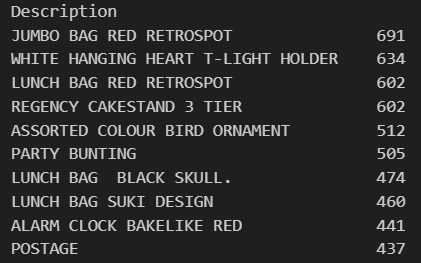 Description
JUMBO BAG RED RETROSPOT 691
WHITE HANGING HEART T-LIGHT HOLDER 634
LUNCH BAG RED RETROSPOT 602
REGENCY CAKESTAND 3 TIER 602
ASSORTED COLOUR BIRD ORNAMENT 512
PARTY BUNTING 505
LUNCH BAG  BLACK SKULL. 474
LUNCH BAG SUKI DESIGN 460
ALARM CLOCK BAKELIKE RED 441
POSTAGE 437